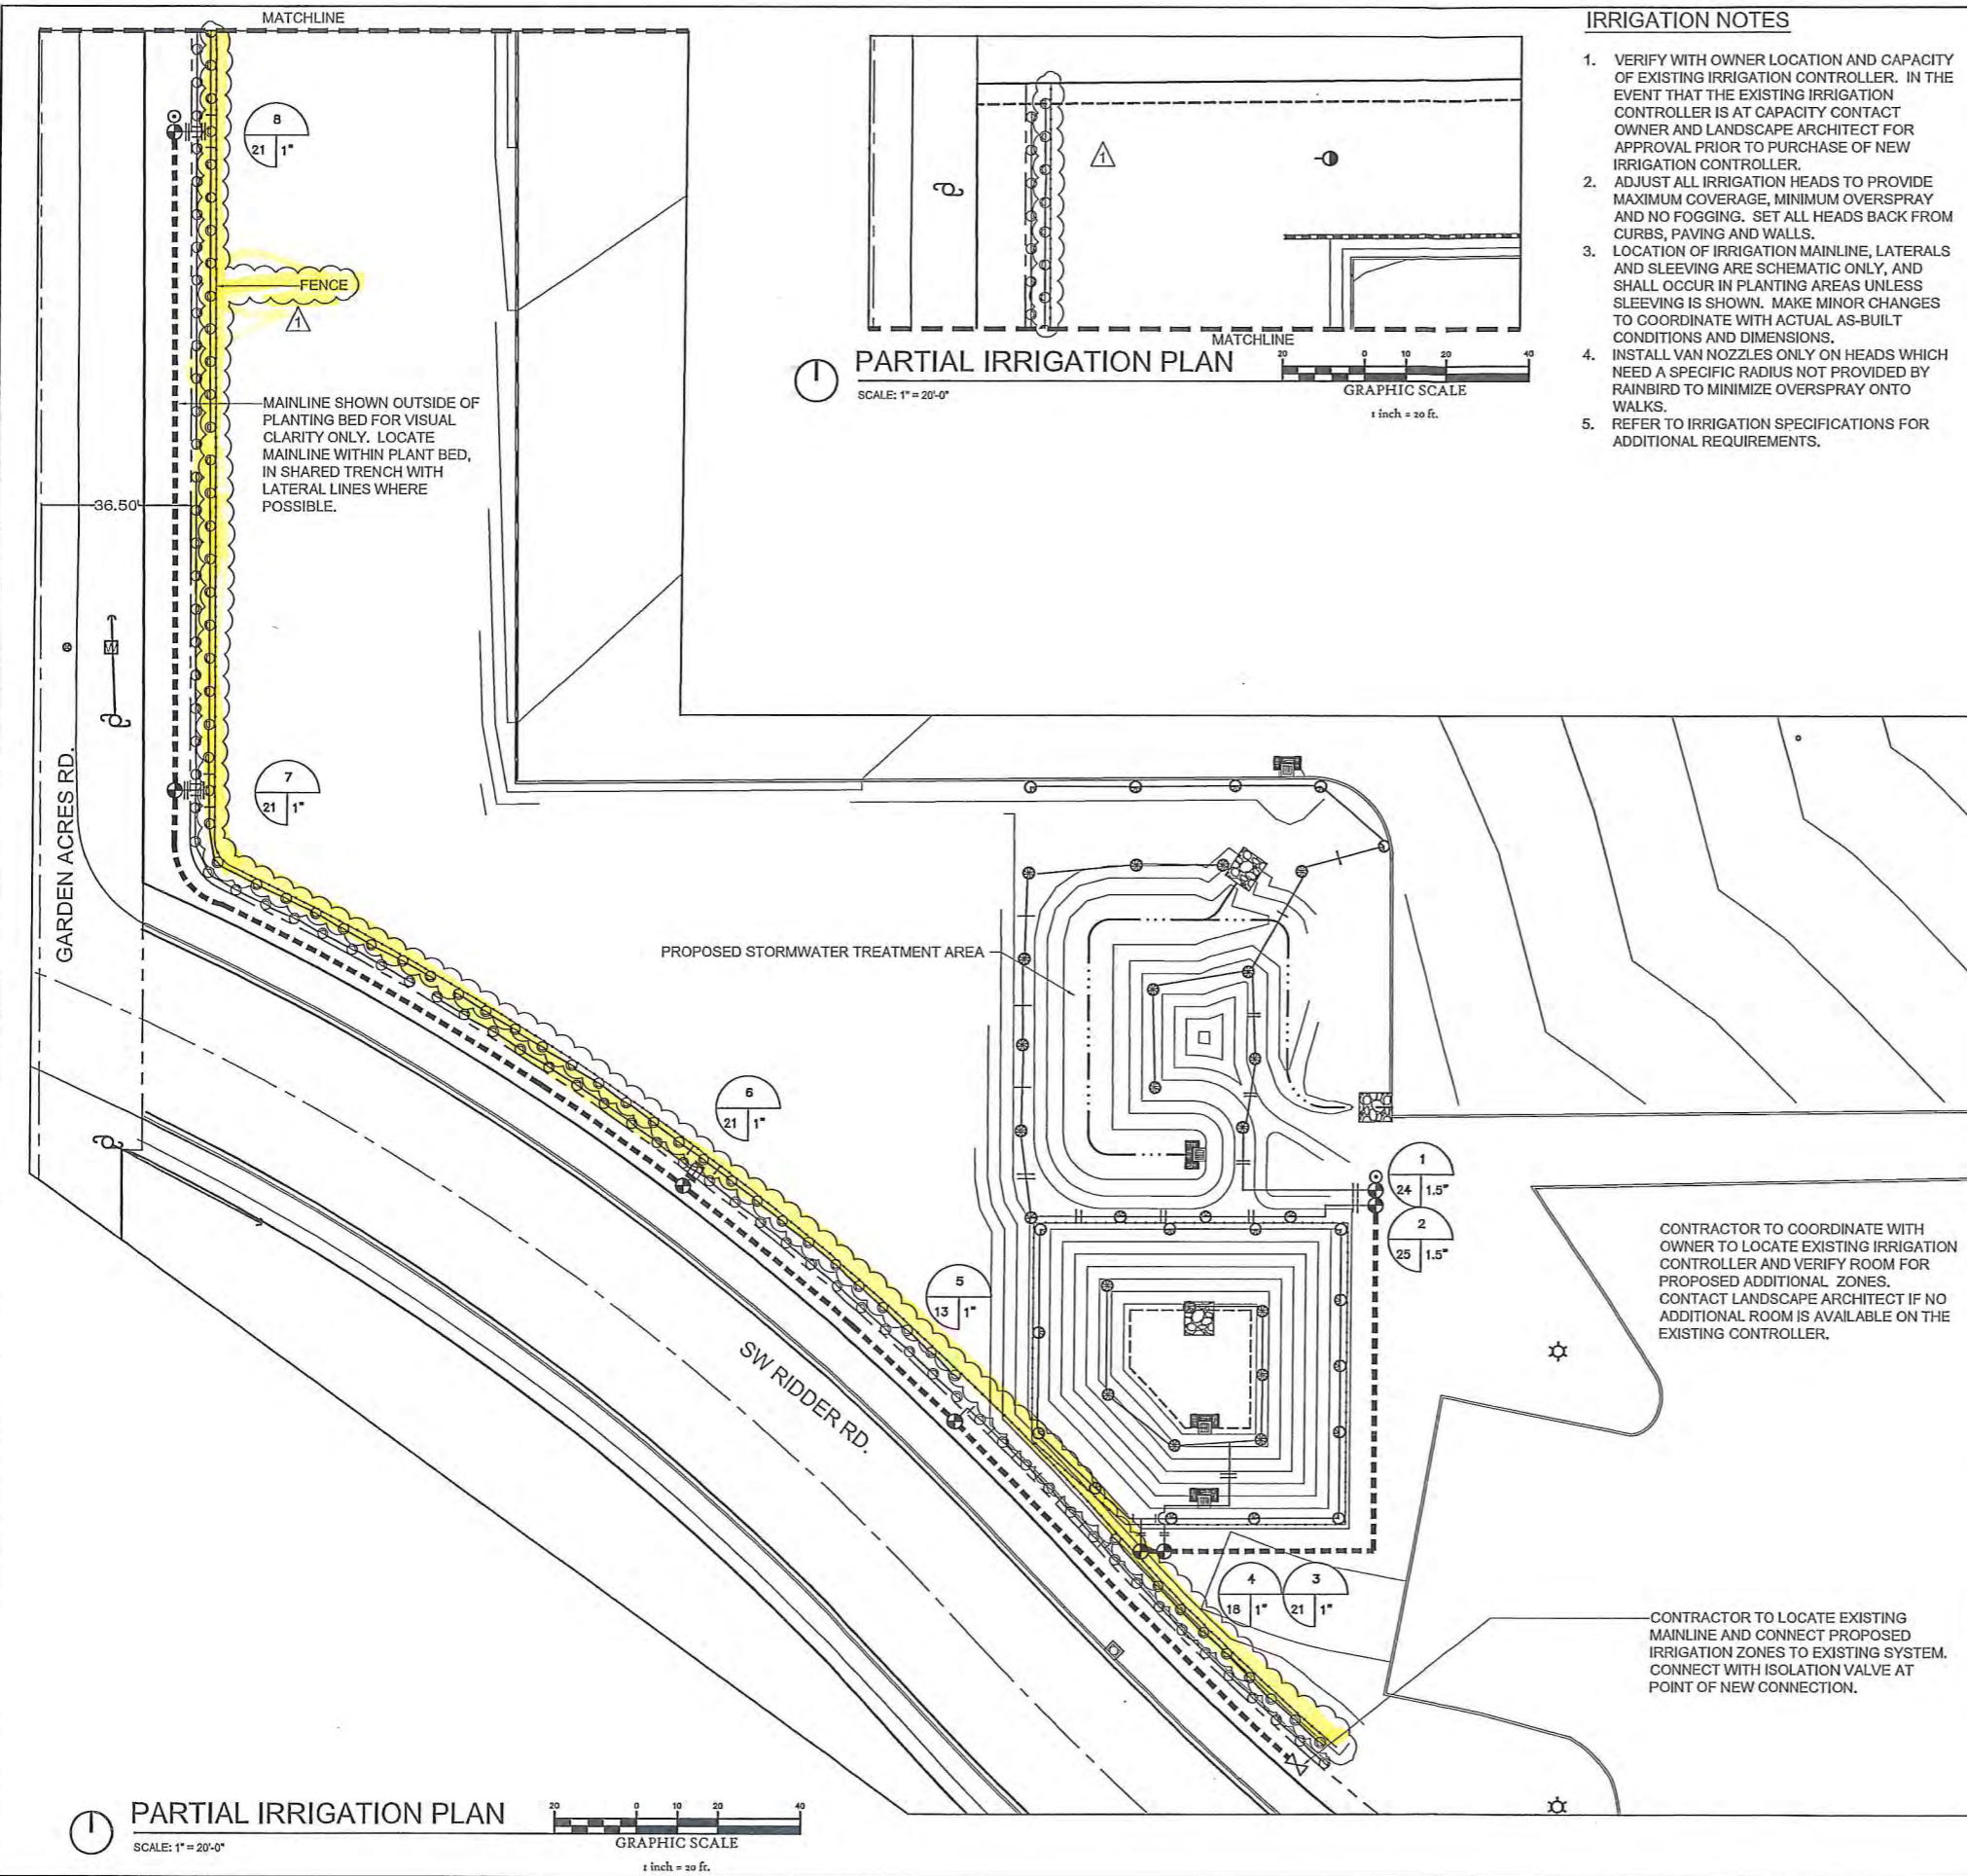 MATCHLINE
8
21 1"
FENCE
1
MAINLINE SHOWN OUTSIDE OF
PLANTING BED FOR VISUAL
CLARITY ONLY. LOCATE
MAINLINE WITHIN PLANT BED,
IN SHARED TRENCH WITH
LATERAL LINES WHERE
POSSIBLE.
36.50'
W
GARDEN ACRES RD.
7
21 1"
1
MATCHLINE
PARTIAL IRRIGATION PLAN
SCALE: 1" = 20'-0"
20 0 10 20 40
GRAPHIC SCALE
1 inch = 20 ft.
IRRIGATION NOTES
1. VERIFY WITH OWNER LOCATION AND CAPACITY
OF EXISTING IRRIGATION CONTROLLER. IN THE
EVENT THAT THE EXISTING IRRIGATION
CONTROLLER IS AT CAPACITY CONTACT
OWNER AND LANDSCAPE ARCHITECT FOR
APPROVAL PRIOR TO PURCHASE OF NEW
IRRIGATION CONTROLLER.
2. ADJUST ALL IRRIGATION HEADS TO PROVIDE
MAXIMUM COVERAGE, MINIMUM OVERSPRAY
AND NO FOGGING. SET ALL HEADS BACK FROM
CURBS, PAVING AND WALLS.
3. LOCATION OF IRRIGATION MAINLINE, LATERALS
AND SLEEVING ARE SCHEMATIC ONLY, AND
SHALL OCCUR IN PLANTING AREAS UNLESS
SLEEVING IS SHOWN. MAKE MINOR CHANGES
TO COORDINATE WITH ACTUAL AS-BUILT
CONDITIONS AND DIMENSIONS.
4. INSTALL VAN NOZZLES ONLY ON HEADS WHICH
NEED A SPECIFIC RADIUS NOT PROVIDED BY
RAINBIRD TO MINIMIZE OVERSPRAY ONTO
WALKS.
5. REFER TO IRRIGATION SPECIFICATIONS FOR
ADDITIONAL REQUIREMENTS.
PROPOSED STORMWATER TREATMENT AREA
6
21 1"
1
24 1.5"
2
25 1.5"
CONTRACTOR TO COORDINATE WITH
OWNER TO LOCATE EXISTING IRRIGATION
CONTROLLER AND VERIFY ROOM FOR
PROPOSED ADDITIONAL ZONES.
CONTACT LANDSCAPE ARCHITECT IF NO
ADDITIONAL ROOM IS AVAILABLE ON THE
EXISTING CONTROLLER.
5
13 1"
SW RIDDER RD.
4
18 1"
3
21 1"
CONTRACTOR TO LOCATE EXISTING
MAINLINE AND CONNECT PROPOSED
IRRIGATION ZONES TO EXISTING SYSTEM.
CONNECT WITH ISOLATION VALVE AT
POINT OF NEW CONNECTION.
PARTIAL IRRIGATION PLAN
SCALE: 1" = 20'-0"
20 0 10 20 40
GRAPHIC SCALE
1 inch = 20 ft.